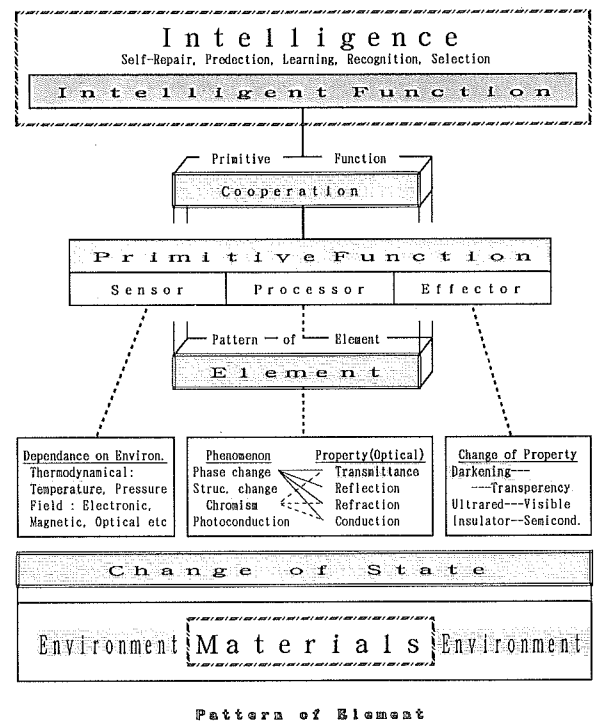 Intelligence
Self-Repair, Prodection, Learning, Recognition, Selection
Intelligent Function
Primitive Function
Cooperation
Primitive Function
Sensor Processor Effector
Pattern of Element
Element
Dependance on Environ.
Thermodynamical:
Temperature, Pressure
Field : Electronic,
Magnetic, Optical etc
Phenomenon Property(Optical)
Phase change Transmittance
Struc. change Reflection
Chromism Refraction
Photoconduction Conduction
Change of Property
Darkening---
---Transperency
Ultrared---Visible
Insulator--Semicond.
Change of State
Environment Materials Environment
Pattern of Element